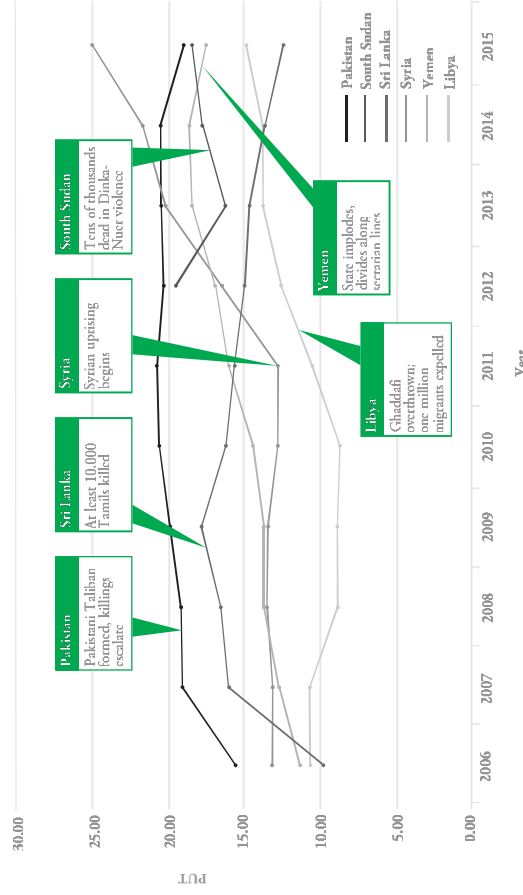 30.00
25.00
20.00
15.00
10.00
5.00
0.00
PUT
2006
2007
2008
2009
2010
2011
2012
2013
2014
2015
Year
Pakistan
Pakistani Taliban
formed, killings
escalate
Sri Lanka
At least 10.000
Tamils killed
Syria
Syrian uprising
begins
South Sudan
Tens of thousands
dead in Dinka-
Nuer violence
Libya
Ghaddafi
overthrown;
one million
migrants expelled
Yemen
State implodes,
divides along
sectarian lines
Pakistan
South Sudan
Sri Lanka
Syria
Yemen
Libya